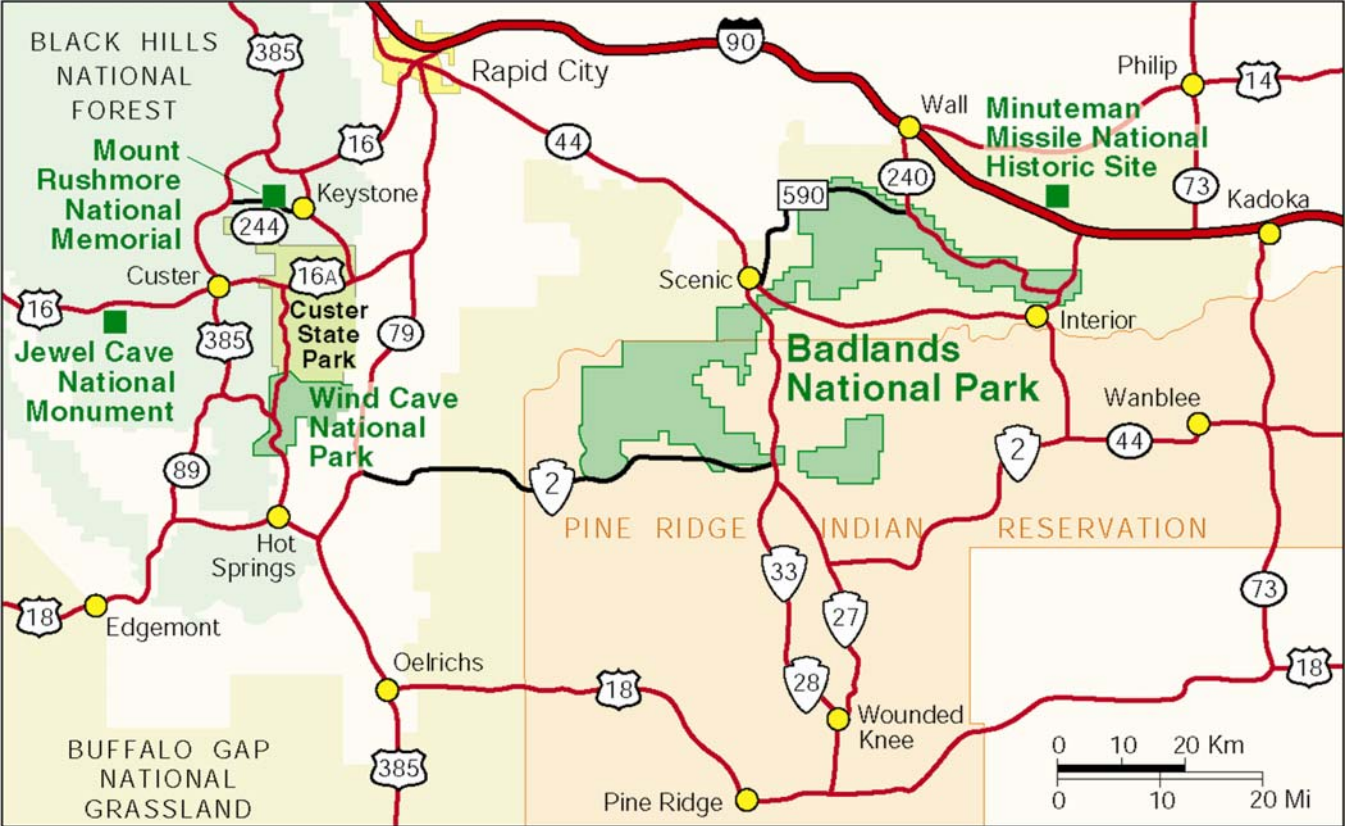 BLACK HILLS
NATIONAL
FOREST
385
90
Rapid City
Philip
14
Wall
Minuteman
Missile National
Historic Site
16
44
Mount
Rushmore
National
Memorial
Keystone
244
590
240
73
Kadoka
Custer
16A
Scenic
16
Custer
State
Park
385
79
Interior
Jewel Cave
National
Monument
Badlands
National Park
Wind Cave
National
Park
Wanblee
2
44
89
2
PINE RIDGE INDIAN RESERVATION
Hot
Springs
33
27
73
18
Edgemont
Oelrichs
18
28
18
Wounded
Knee
BUFFALO GAP
NATIONAL
GRASSLAND
385
Pine Ridge
0 10 20 Km
0 10 20 Mi